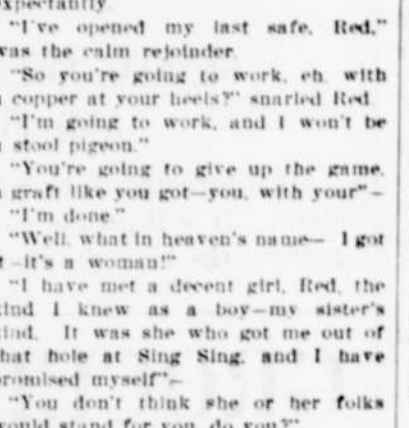 expectantly.
"I've opened my last safe, Red,"
was the calm rejoinder.
"So you're going to work, eh, with
copper at your heels?" snarled Red.
"I'm going to work, and I won't be
stool pigeon."
"You're going to give up the game,
graft like you got—you, with your"—
"I'm done."
"Well, what in heaven's name— I got
it—it's a woman!"
"I have met a decent girl, Red, the
kind I knew as a boy—my sister's
kind. It was she who got me out of
that hole at Sing Sing, and I have
promised myself"—
"You don't think she or her folks
would stand for you, do you?"